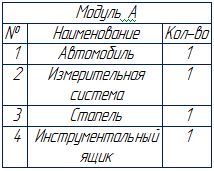 Модуль А
№ Наименование Кол-во
1 Автомобиль 1
2 Измерительная 1
система
3 Стапель 1
4 Инструментальный 1
ящик